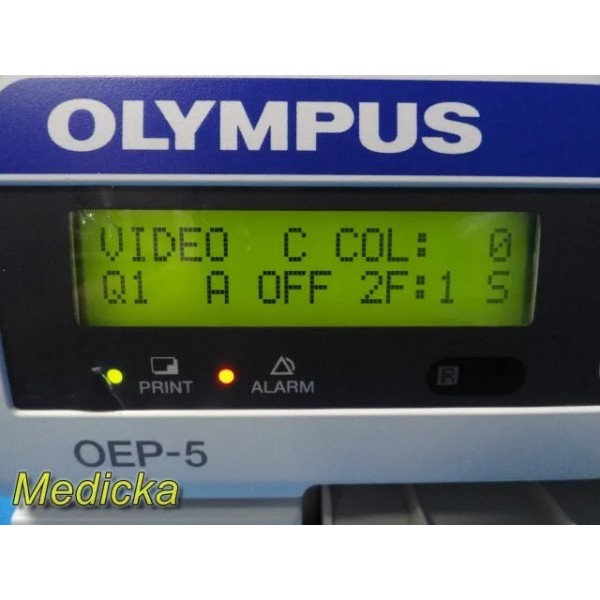 OLYMPUS
VIDEO C COL: 0
Q1 A OFF 2F:1 S
PRINT ALARM
R
OEP-5
Medicka